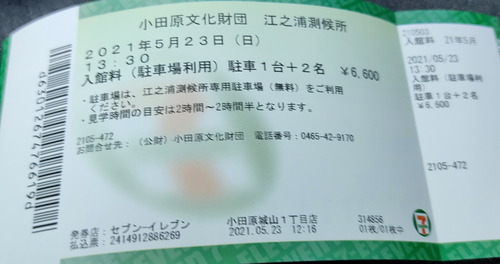 小田原文化財団 江之浦測候所
2021年5月23日(日)
13:30
入館料(駐車場利用)駐車1台+2名 ¥6,600
・駐車場は、江之浦測候所専用駐車場(無料)をご利用
ください。
・見学時間の目安は2時間~2時間半となります。
2105-472
お問合せ先:(公財)小田原文化財団 電話番号:0465-42-9170
発券店:セブン-イレブン 小田原城山1丁目店 314856
払込票:2414912886269 2021.05.23 12:16 01枚/01枚中
210503
入館料 21年5月
2021.05.23
13:30
入館料(駐車場利
用)
駐車1台+2名
¥6,600
2105-472
01枚/